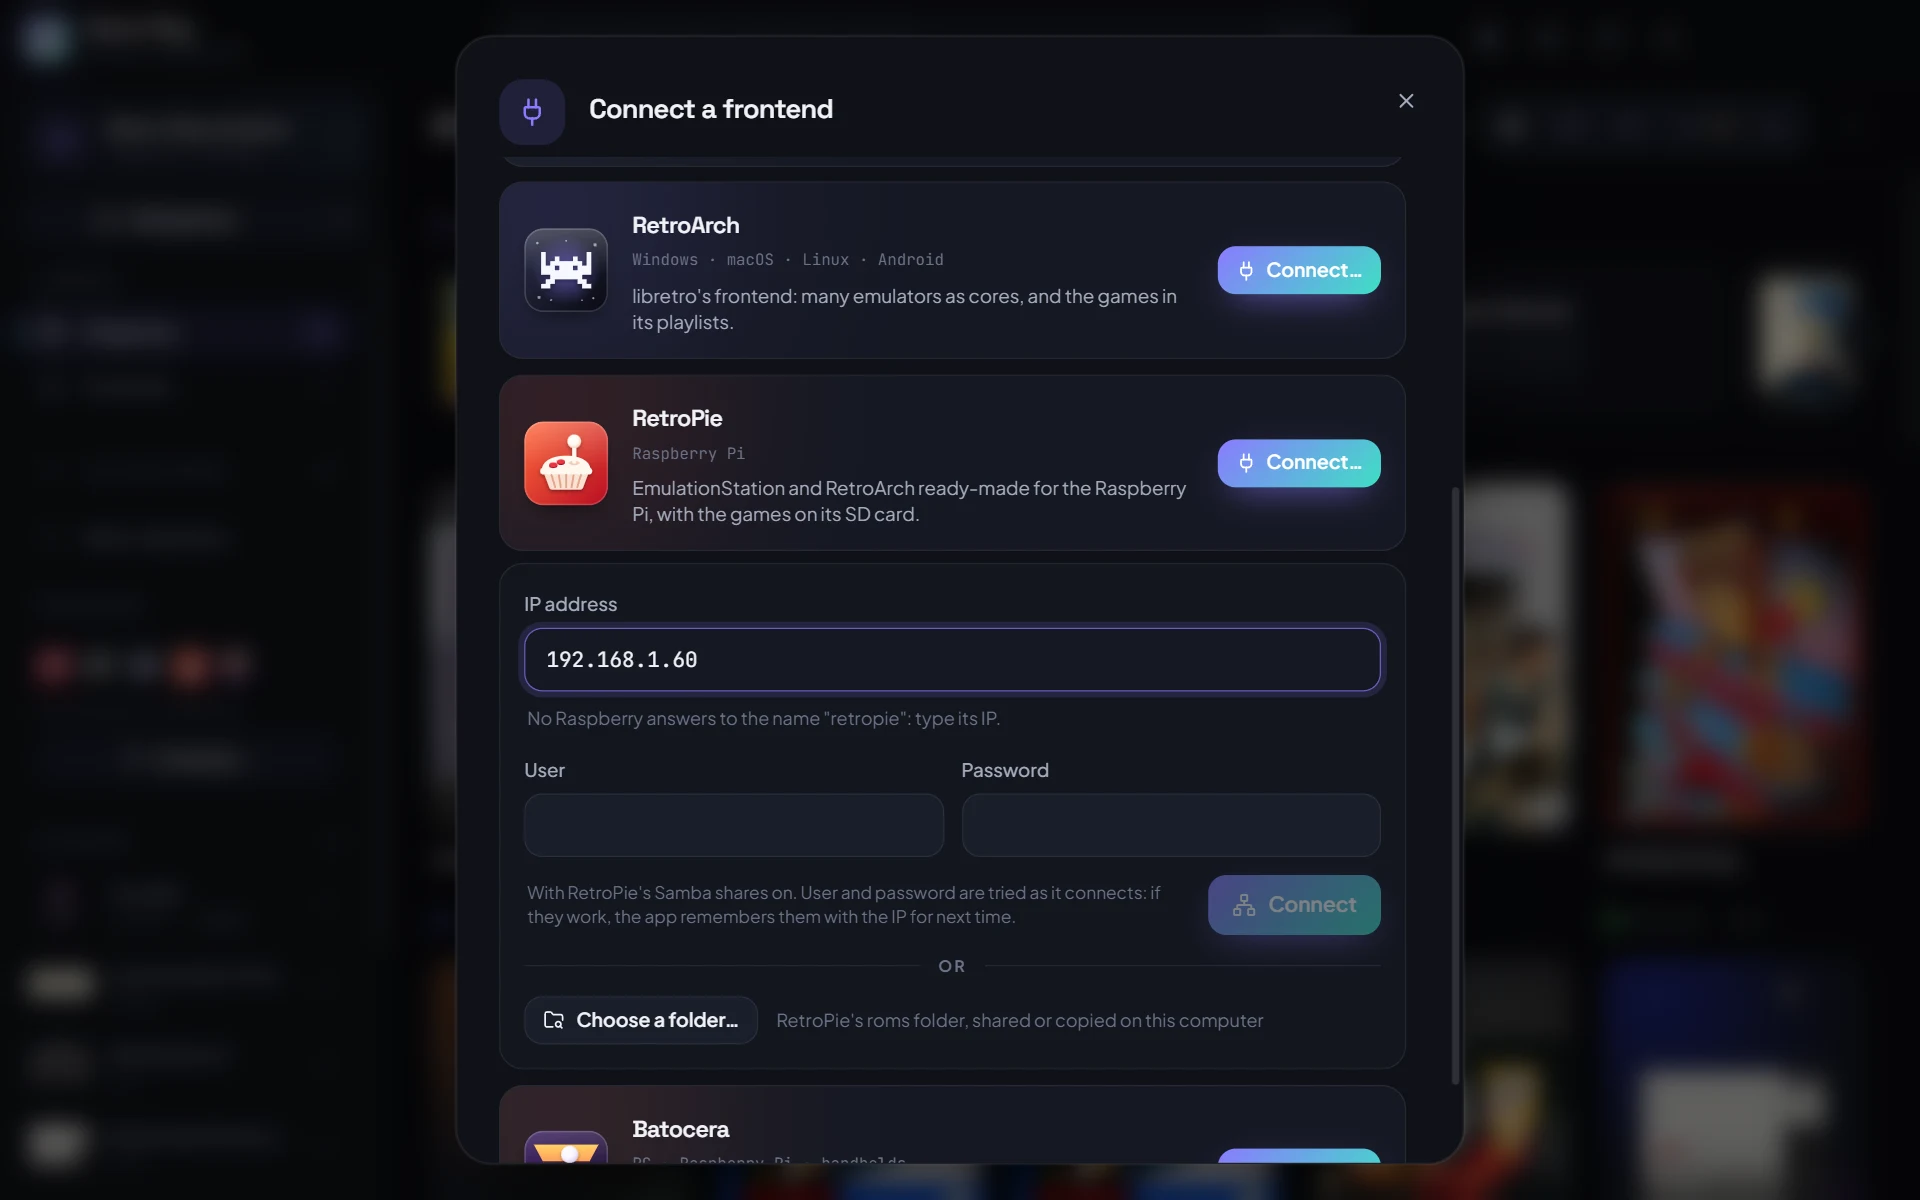 Connect a frontend
RetroArch
Windows · macOS · Linux · Android
libretro's frontend: many emulators as cores, and the games in
its playlists.
Connect…
RetroPie
Raspberry Pi
EmulationStation and RetroArch ready-made for the Raspberry
Pi, with the games on its SD card.
Connect…
IP address
192.168.1.60
No Raspberry answers to the name "retropie": type its IP.
User
Password
With RetroPie's Samba shares on. User and password are tried as it connects: if
they work, the app remembers them with the IP for next time.
Connect
OR
Choose a folder…
RetroPie's roms folder, shared or copied on this computer
Batocera
PC · Raspberry Pi · handhelds